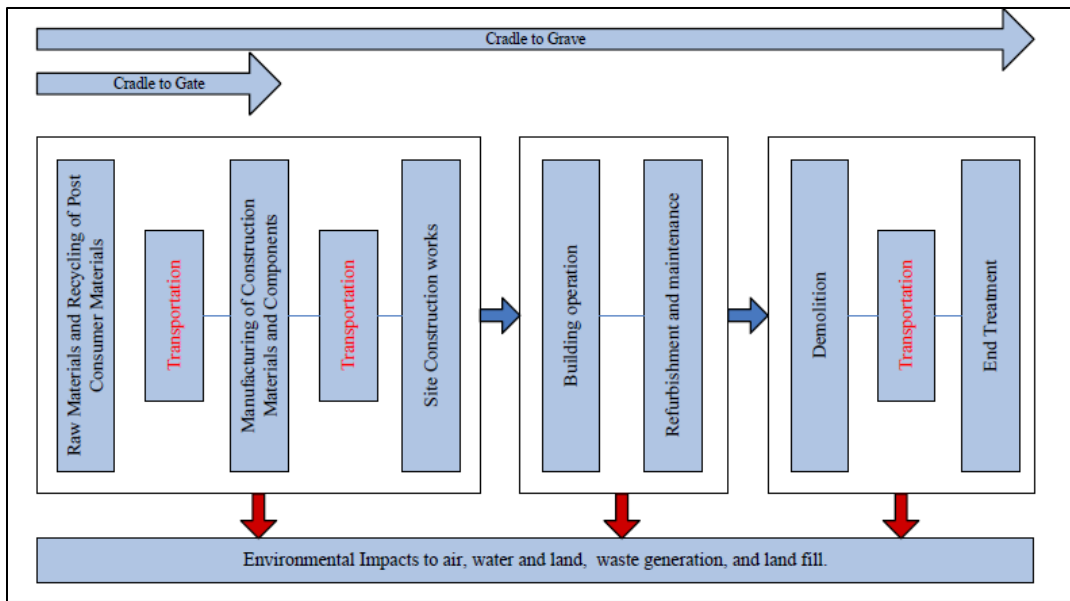 Cradle to Grave
Cradle to Gate
Raw Materials and Recycling of Post
Consumer Materials
Transportation
Manufacturing of Construction
Materials and Components
Transportation
Site Construction works
Building operation
Refurbishment and maintenance
Demolition
Transportation
End Treatment
Environmental Impacts to air, water and land, waste generation, and land fill.